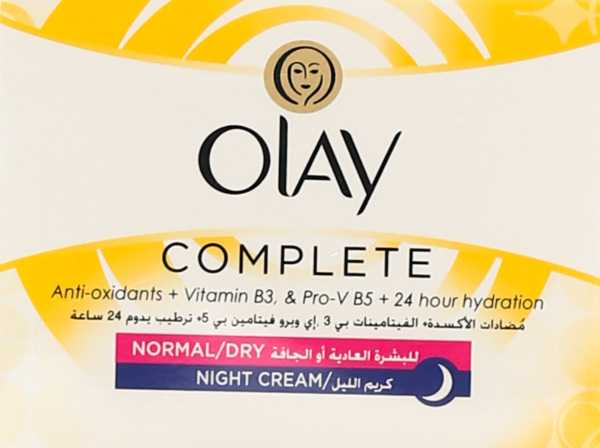 OLAY
COMPLETE
Anti-oxidants + Vitamin B3, & Pro-V B5 + 24 hour hydration
مُضادات الأكسدة+ الفيتامينات بي 3 ,إي وبرو فيتامين بي 5+ ترطيب يدوم 24 ساعة
NORMAL/DRY للبشرة العادية أو الجافة
NIGHT CREAM/كريم الليل